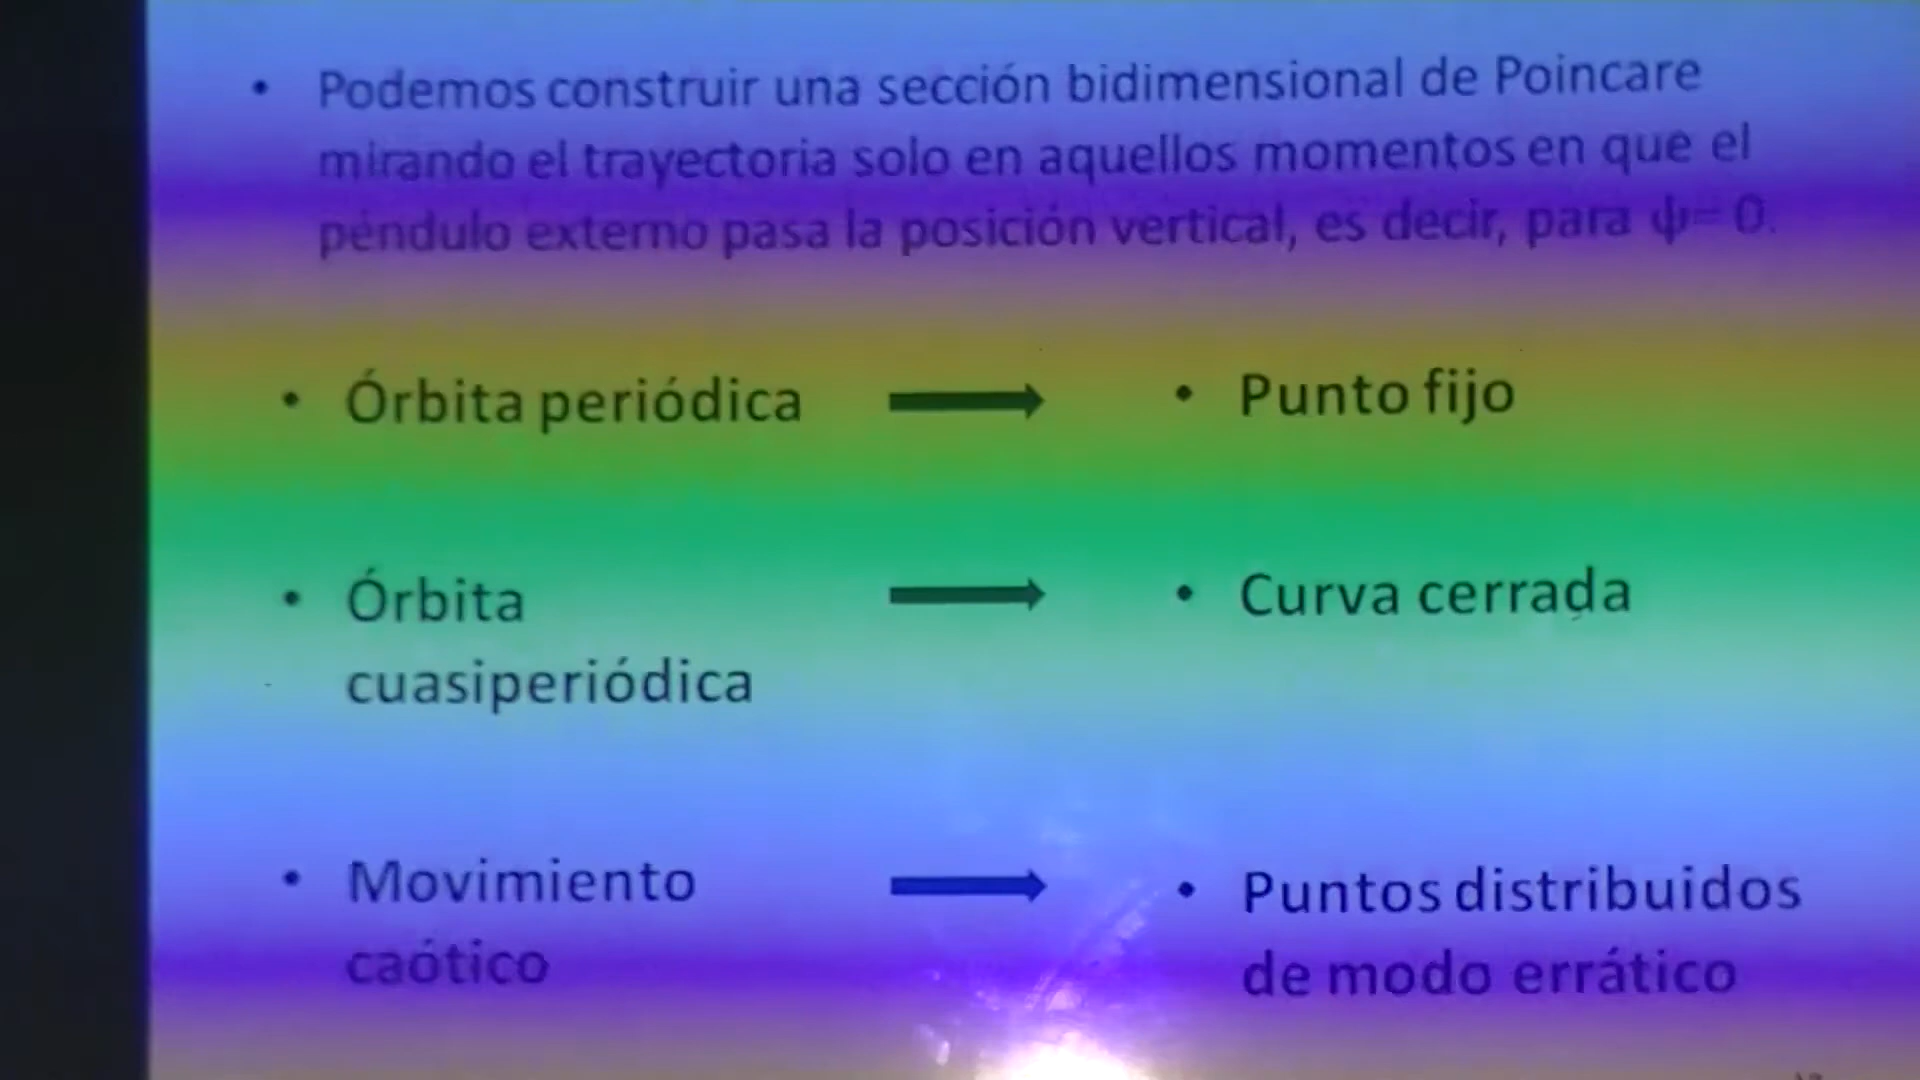 • Podemos construir una sección bidimensional de Poincare
mirando el trayectoria solo en aquellos momentos en que el
péndulo externo pasa la posición vertical, es decir, para ψ= 0.
• Órbita periódica
• Punto fijo
• Órbita
cuasiperiódica
• Curva cerrada
• Movimiento
caótico
• Puntos distribuidos
de modo errático